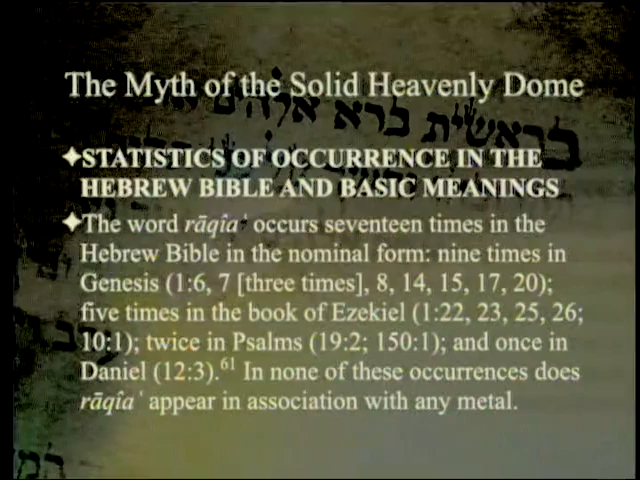 The Myth of the Solid Heavenly Dome
בראשית ברא אלהים
✦STATISTICS OF OCCURRENCE IN THE
HEBREW BIBLE AND BASIC MEANINGS
✦The word rāqîaʿ occurs seventeen times in the
Hebrew Bible in the nominal form: nine times in
Genesis (1:6, 7 [three times], 8, 14, 15, 17, 20);
five times in the book of Ezekiel (1:22, 23, 25, 26;
10:1); twice in Psalms (19:2; 150:1); and once in
Daniel (12:3).61 In none of these occurrences does
rāqîaʿ appear in association with any metal.